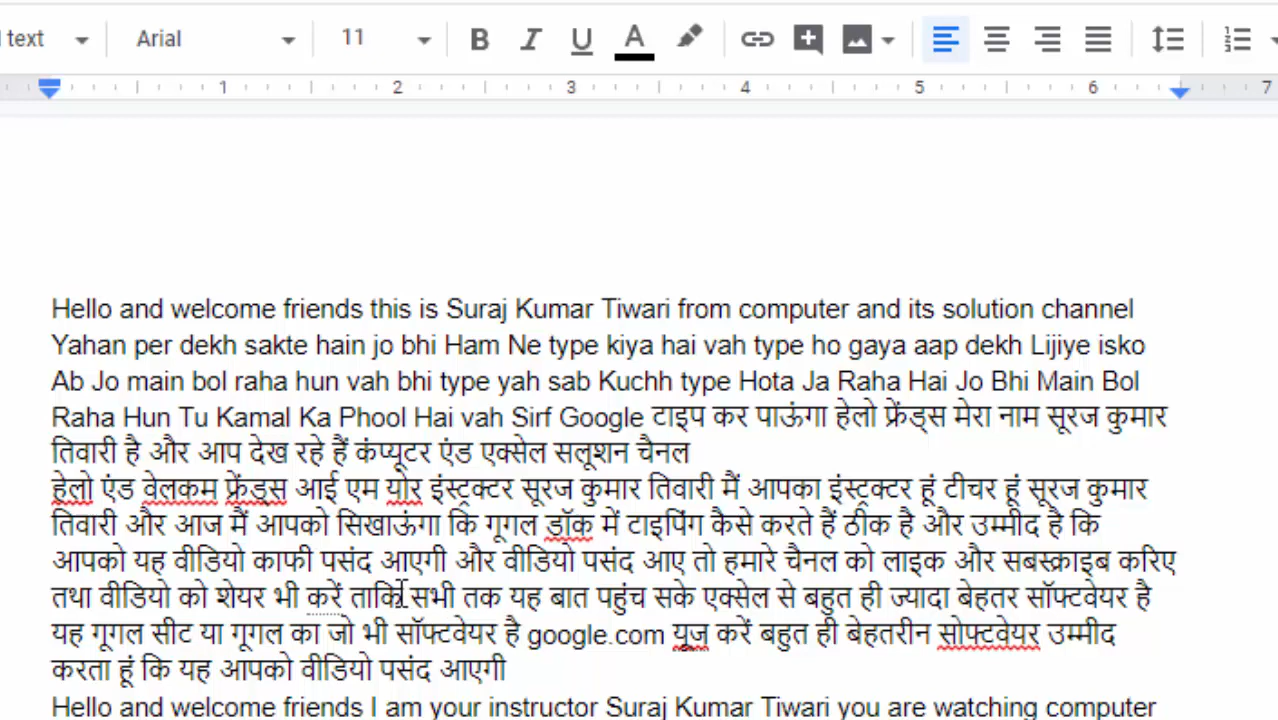 text Arial 11 B I U A
1 2 3 4 5 6 7
Hello and welcome friends this is Suraj Kumar Tiwari from computer and its solution channel
Yahan per dekh sakte hain jo bhi Ham Ne type kiya hai vah type ho gaya aap dekh Lijiye isko
Ab Jo main bol raha hun vah bhi type yah sab Kuchh type Hota Ja Raha Hai Jo Bhi Main Bol
Raha Hun Tu Kamal Ka Phool Hai vah Sirf Google टाइप कर पाऊंगा हेलो फ्रेंड्स मेरा नाम सूरज कुमार
तिवारी है और आप देख रहे हैं कंप्यूटर एंड एक्सेल सलूशन चैनल
हेलो एंड वेलकम फ्रेंड्स आई एम योर इंस्ट्रक्टर सूरज कुमार तिवारी मैं आपका इंस्ट्रक्टर हूं टीचर हूं सूरज कुमार
तिवारी और आज मैं आपको सिखाऊंगा कि गूगल डॉक में टाइपिंग कैसे करते हैं ठीक है और उम्मीद है कि
आपको यह वीडियो काफी पसंद आएगी और वीडियो पसंद आए तो हमारे चैनल को लाइक और सबस्क्राइब करिए
तथा वीडियो को शेयर भी करें ताकि सभी तक यह बात पहुंच सके एक्सेल से बहुत ही ज्यादा बेहतर सॉफ्टवेयर है
यह गूगल सीट या गूगल का जो भी सॉफ्टवेयर है google.com यूज करें बहुत ही बेहतरीन सोफ्टवेयर उम्मीद
करता हूं कि यह आपको वीडियो पसंद आएगी
Hello and welcome friends I am your instructor Suraj Kumar Tiwari you are watching computer